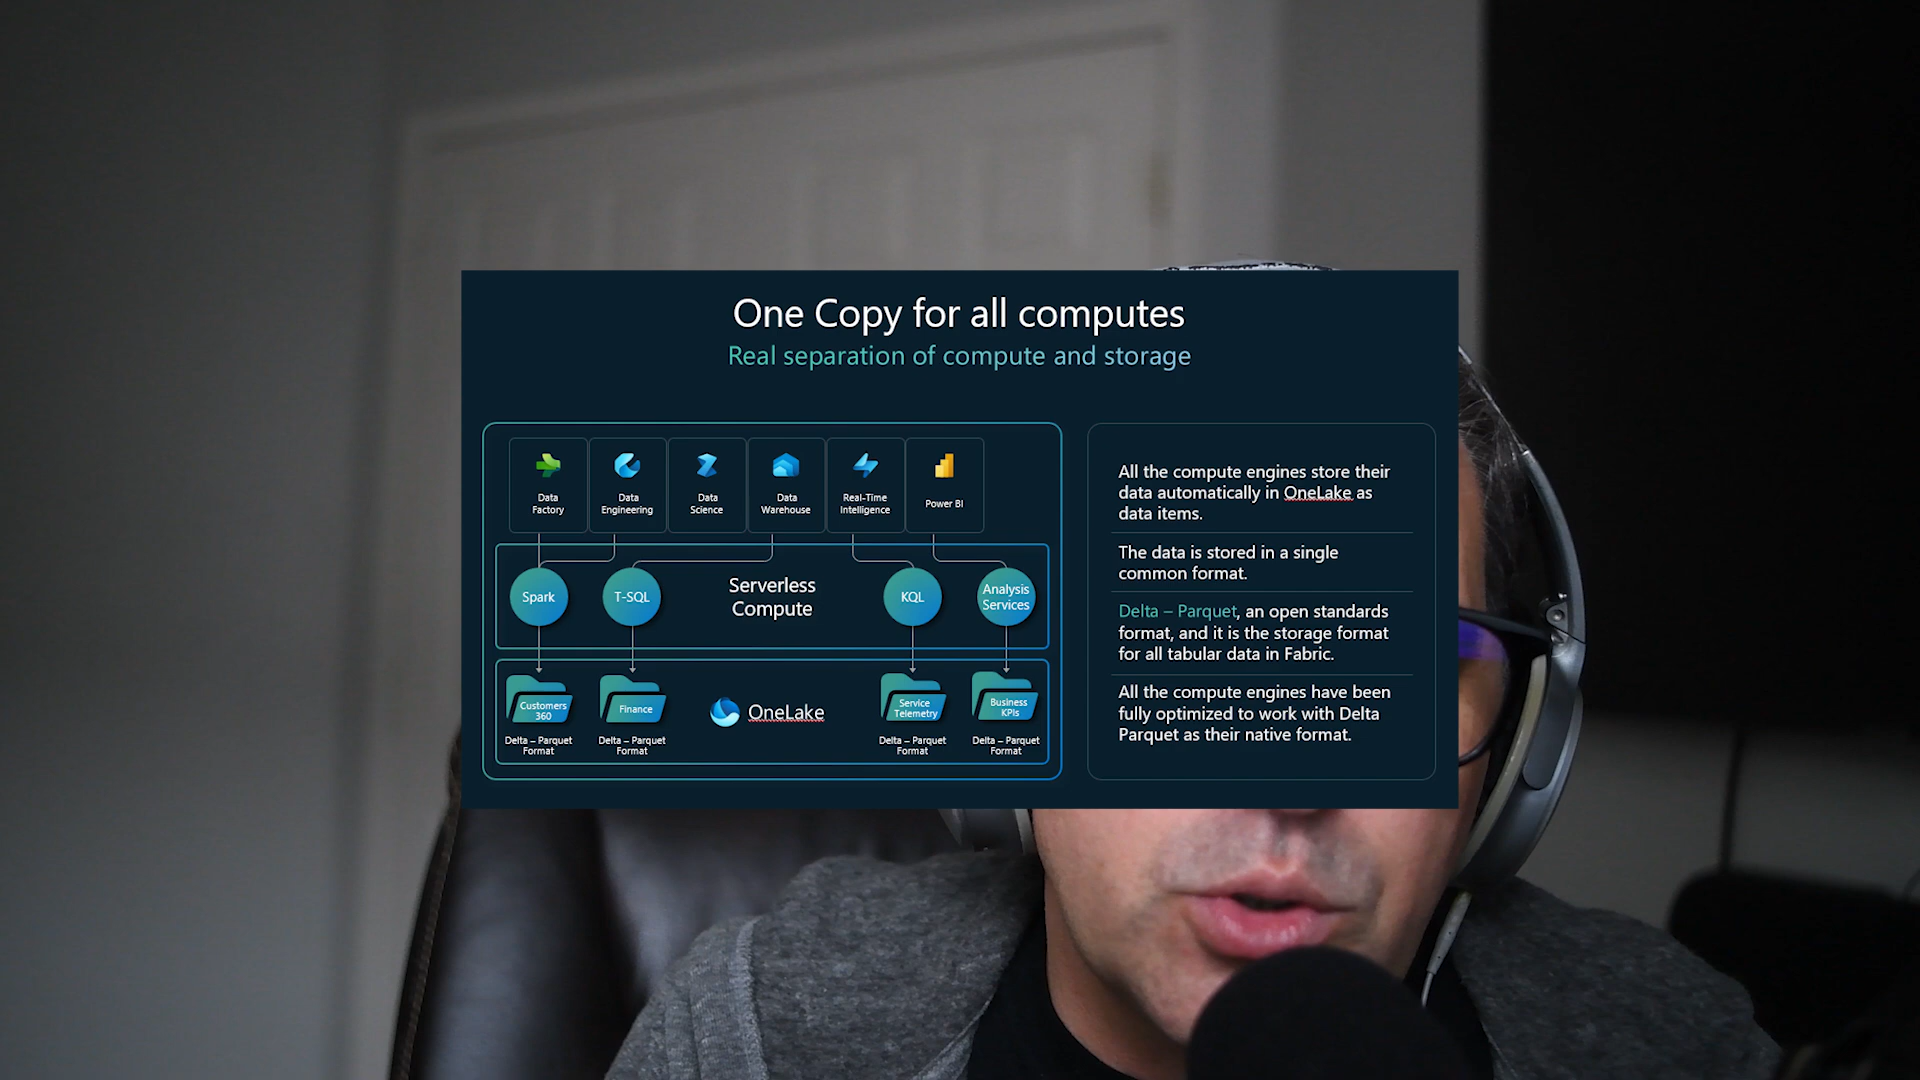 One Copy for all computes
Real separation of compute and storage
Data
Factory
Data
Engineering
Data
Science
Data
Warehouse
Real-Time
Intelligence
Power BI
Spark
T-SQL
Serverless
Compute
KQL
Analysis
Services
Customers
360
Delta – Parquet
Format
Finance
Delta – Parquet
Format
OneLake
Service
Telemetry
Delta – Parquet
Format
Business
KPIs
Delta – Parquet
Format
All the compute engines store their
data automatically in OneLake as
data items.
The data is stored in a single
common format.
Delta – Parquet, an open standards
format, and it is the storage format
for all tabular data in Fabric.
All the compute engines have been
fully optimized to work with Delta
Parquet as their native format.